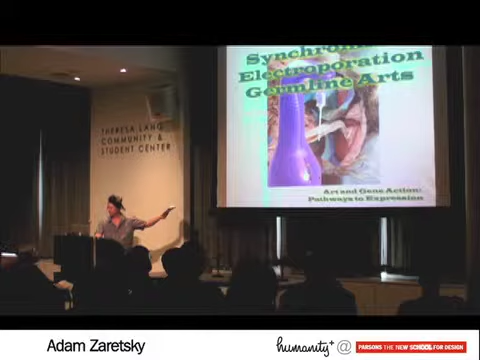 Electroporation
Germline Arts
THERESA LANG
COMMUNITY &
STUDENT CENTER
Art and Gene Action:
Pathways to Expression
Adam Zaretsky
humanity+ @ PARSONS THE NEW SCHOOL FOR DESIGN